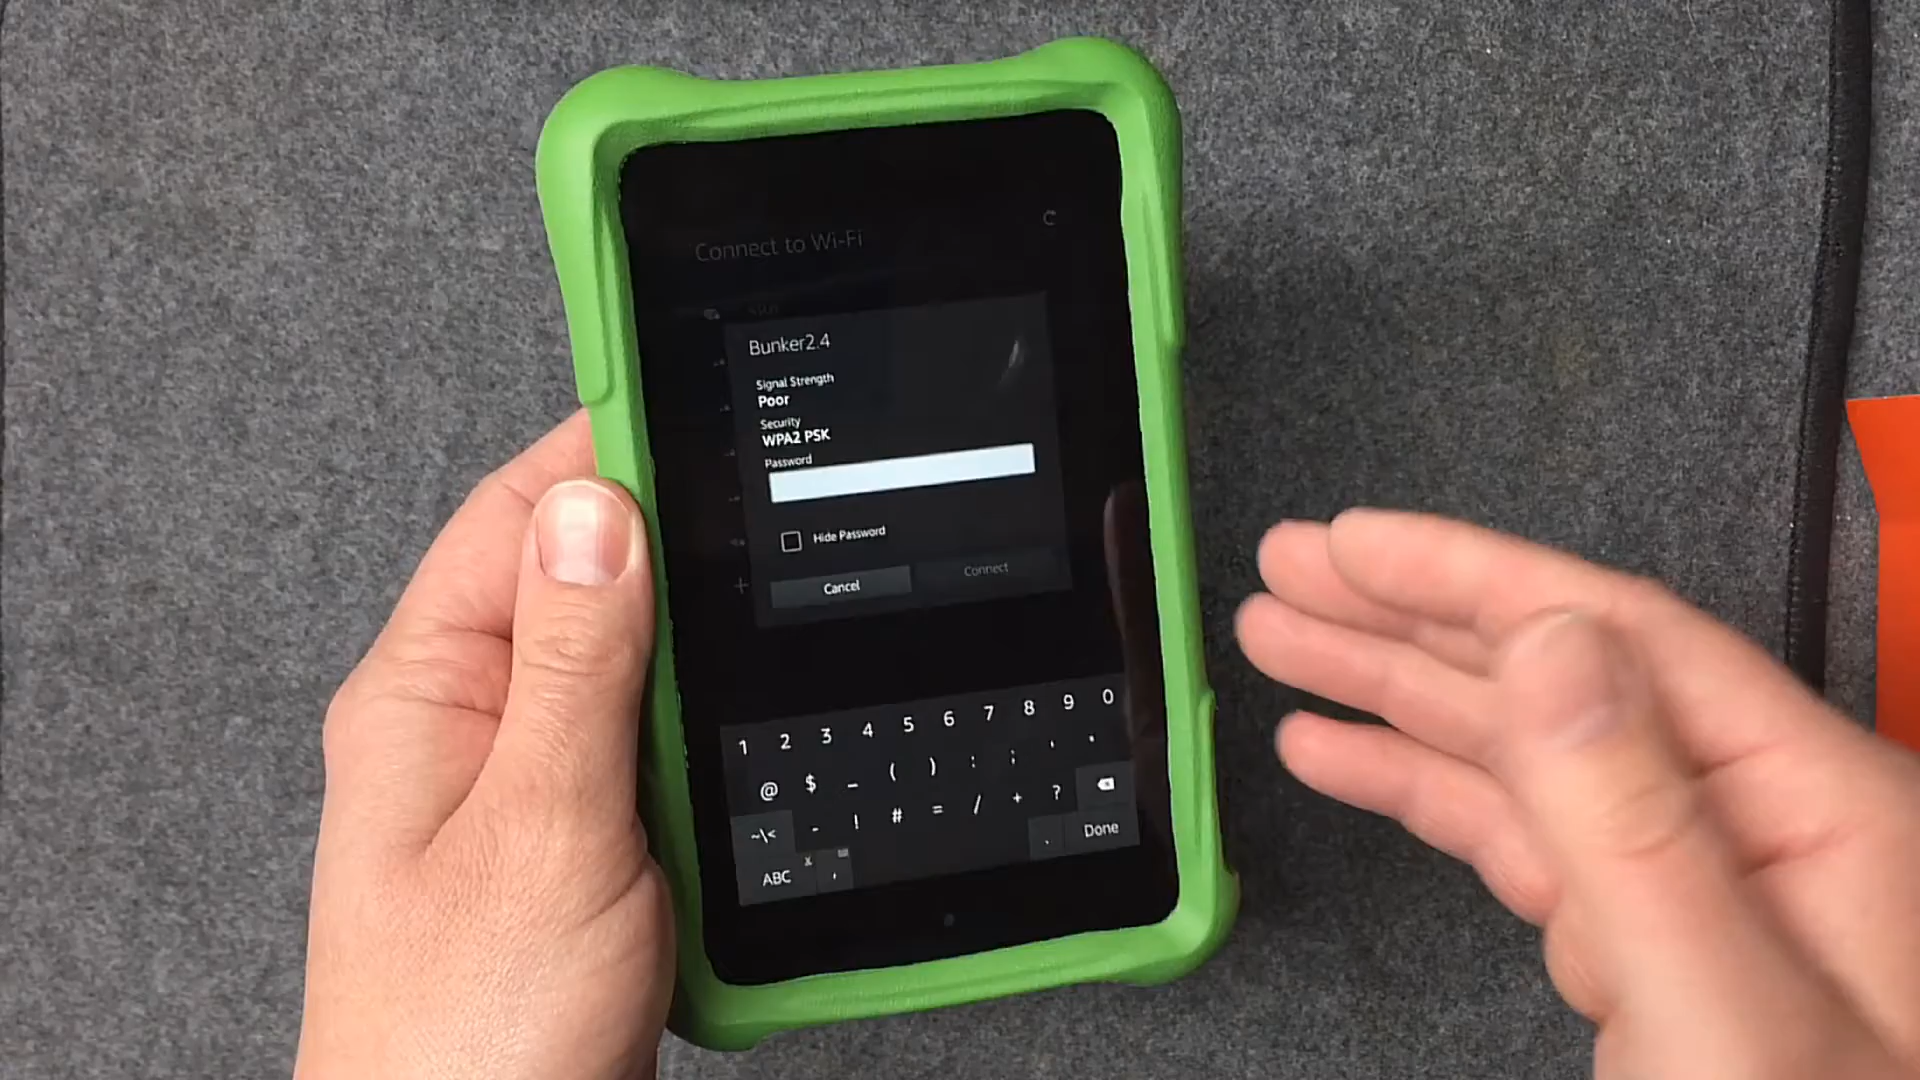 Connect to Wi-Fi
Bunker2.4
Signal Strength
Poor
Security
WPA2 PSK
Password
Hide Password
Cancel
Connect
1 2 3 4 5 6 7 8 9 0
@ $ _ ( ) : ; ' "
~\< - ! # = / + ?
ABC , . Done